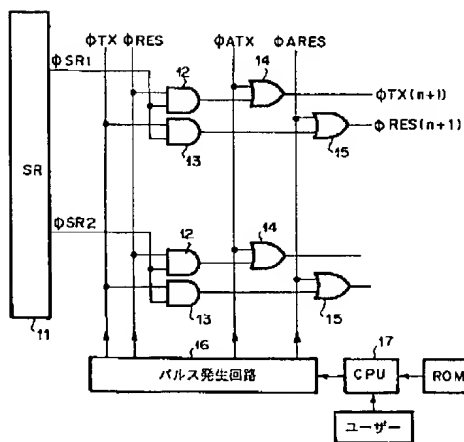 φTX φRES φATX φARES
φSR1
12
14
φTX(n+1)
φRES(n+1)
13
15
SR
φSR2
12
14
13
15
11
16
17
パルス発生回路
CPU
ROM
ユーザー